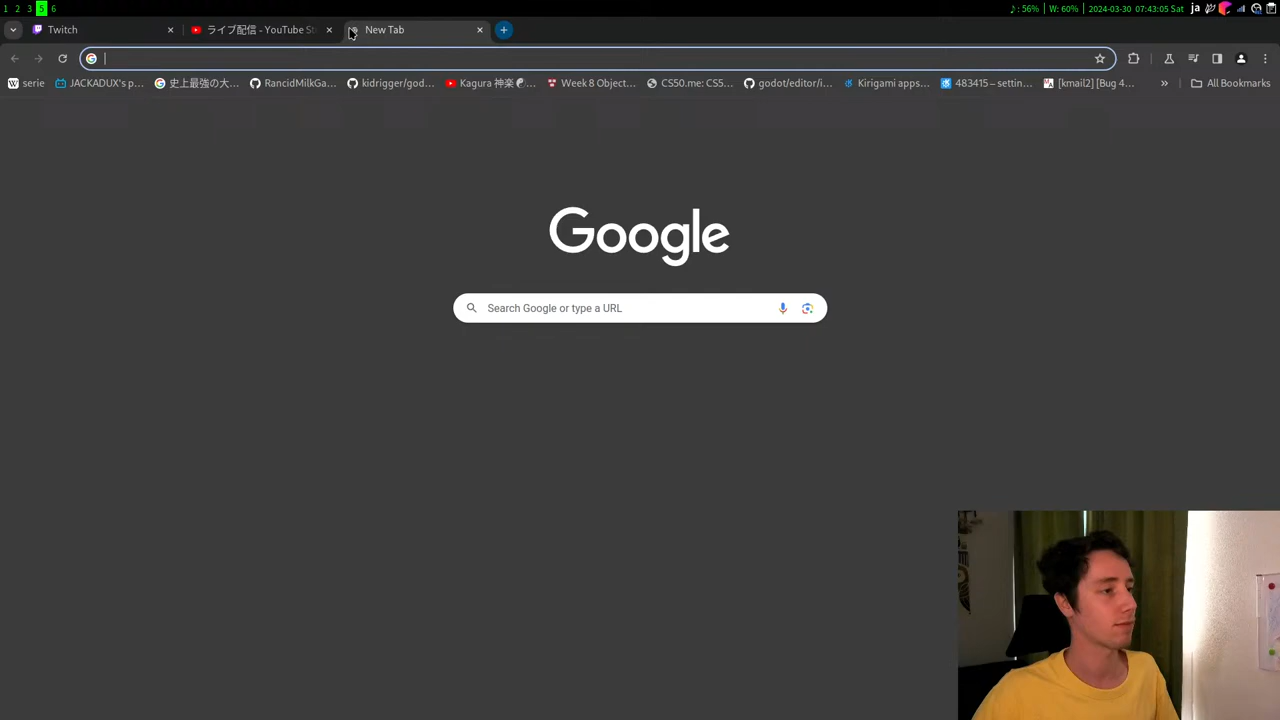 1 2 3 5 6
♪: 56% | W: 60% | 2024-03-30 07:43:05 Sat | ja
Twitch
ライブ配信 - YouTube St
New Tab
serie
JACKADUX's p...
史上最強の大...
RancidMilkGa...
kidrigger/god...
Kagura 神楽...
Week 8 Object...
CS50.me: CS5...
godot/editor/i...
Kirigami apps...
483415 – settin...
[kmail2] [Bug 4...
»
All Bookmarks
Google
Search Google or type a URL